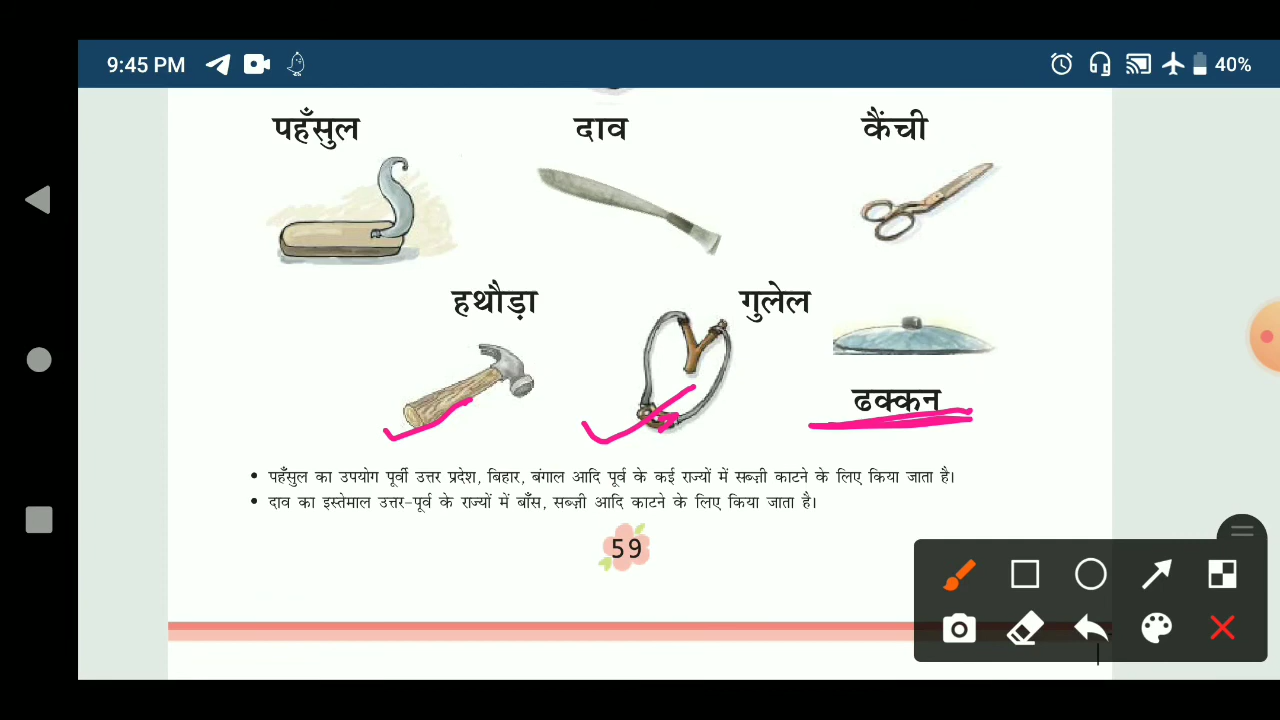 9:45 PM 40%
पहँसुल दाव कैंची
हथौड़ा गुलेल
ढक्कन
• पहँसुल का उपयोग पूर्वी उत्तर प्रदेश, बिहार, बंगाल आदि पूर्व के कई राज्यों में सब्ज़ी काटने के लिए किया जाता है।
• दाव का इस्तेमाल उत्तर-पूर्व के राज्यों में बाँस, सब्ज़ी आदि काटने के लिए किया जाता है।
59